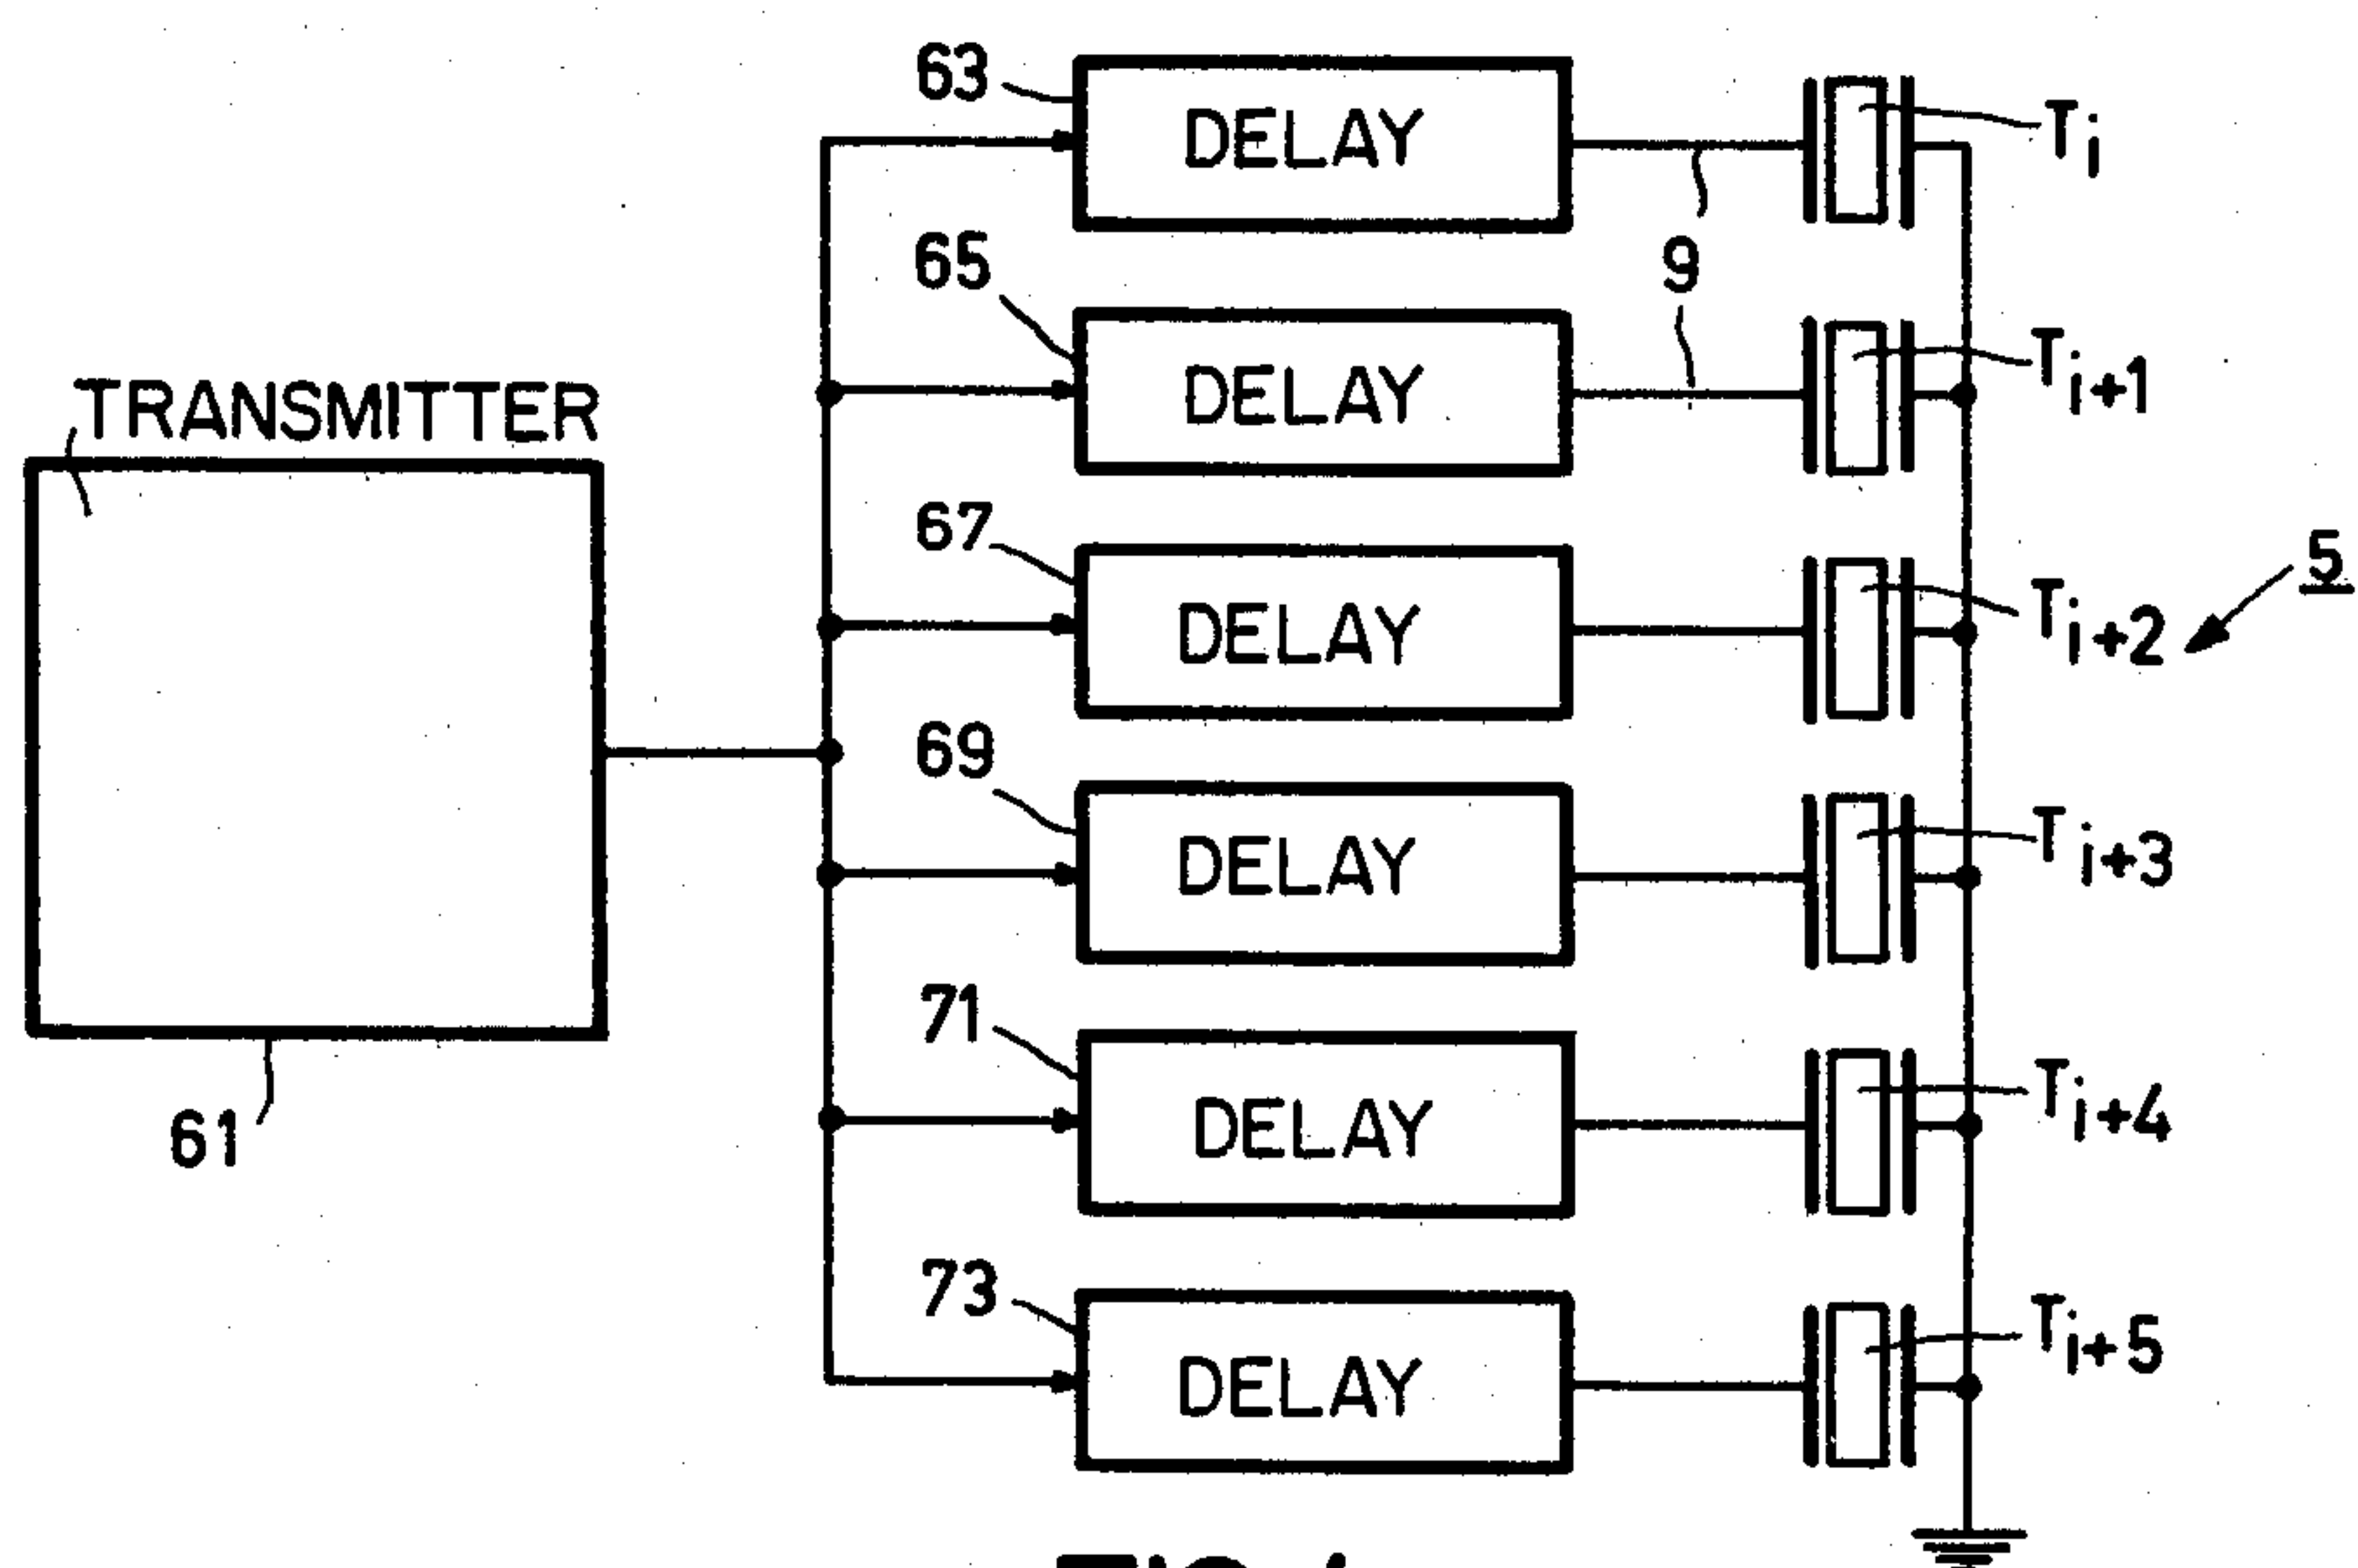 63
DELAY
Ti
65
9
DELAY
Ti+1
TRANSMITTER
67
DELAY
Ti+2
5
69
DELAY
Ti+3
71
DELAY
Ti+4
61
73
DELAY
Ti+5